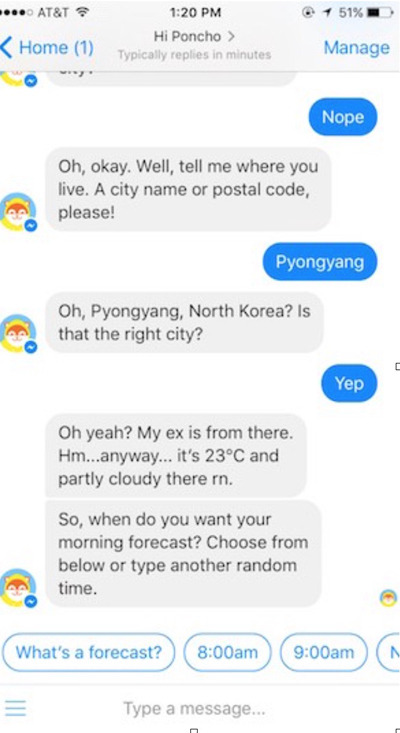 AT&T 1:20 PM 51%
Home (1) Hi Poncho Manage
Typically replies in minutes
city?
Nope
Oh, okay. Well, tell me where you
live. A city name or postal code,
please!
Pyongyang
Oh, Pyongyang, North Korea? Is
that the right city?
Yep
Oh yeah? My ex is from there.
Hm...anyway... it's 23°C and
partly cloudy there rn.
So, when do you want your
morning forecast? Choose from
below or type another random
time.
What's a forecast? 8:00am 9:00am N
Type a message...